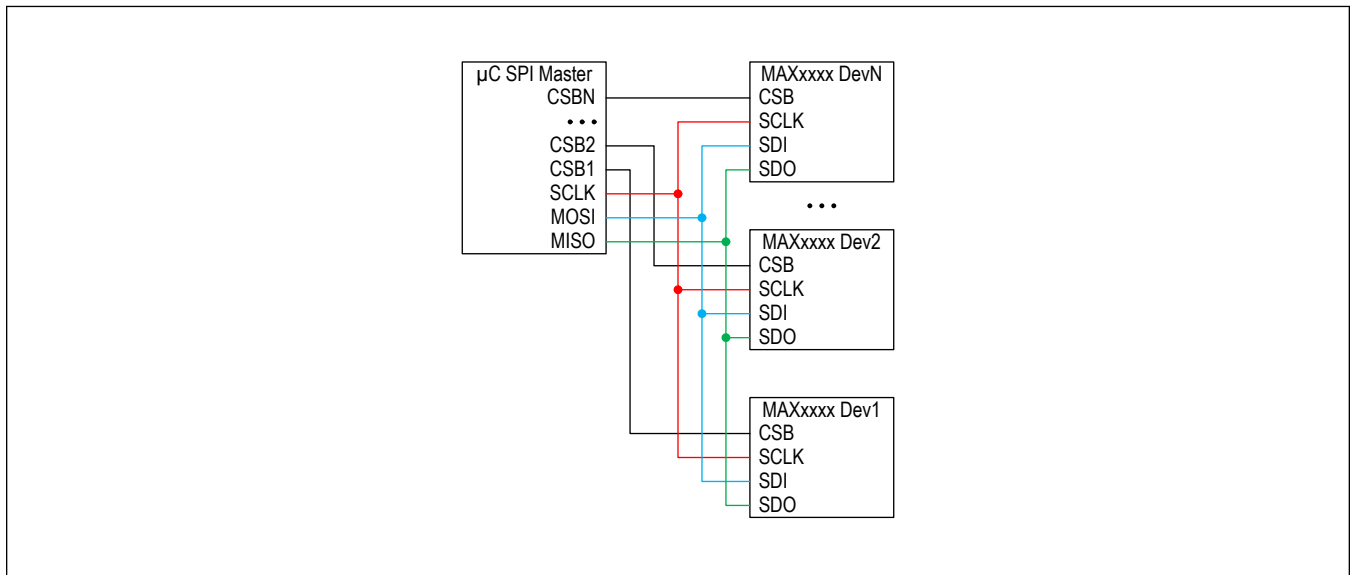 µC SPI Master
CSBN
•••
CSB2
CSB1
SCLK
MOSI
MISO
MAXxxxx DevN
CSB
SCLK
SDI
SDO
•••
MAXxxxx Dev2
CSB
SCLK
SDI
SDO
MAXxxxx Dev1
CSB
SCLK
SDI
SDO